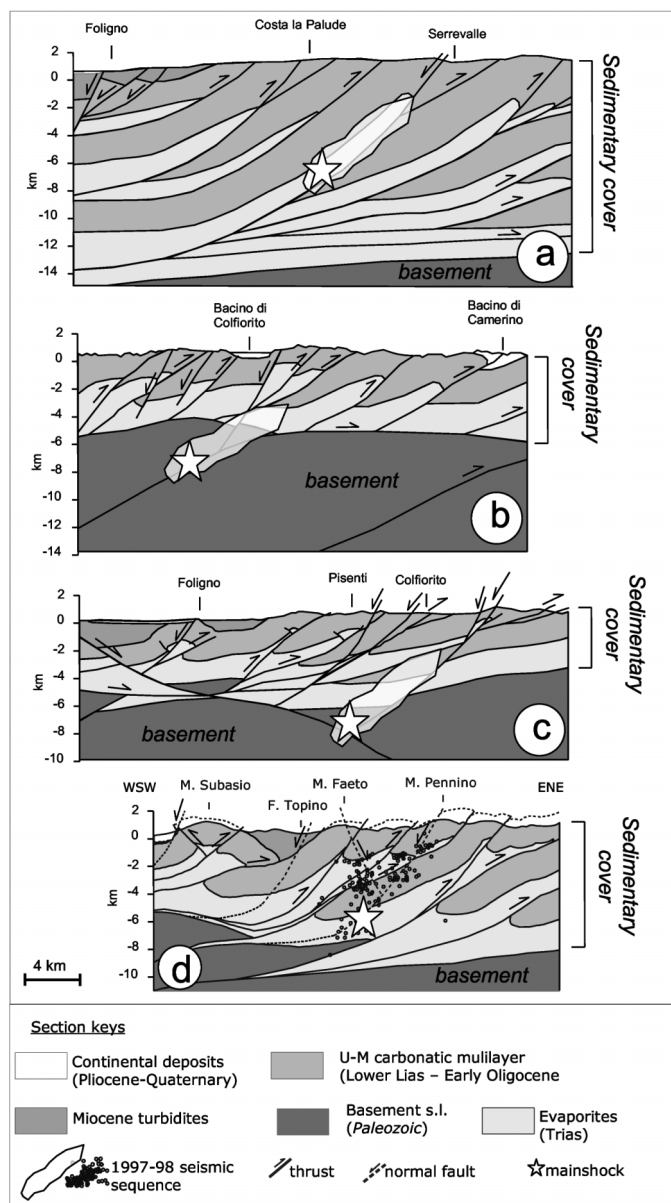 Foligno
Costa la Palude
Serrevalle
2
0
-2
-4
-6
-8
-10
-12
-14
km
basement
a
Sedimentary cover
Bacino di
Colfiorito
Bacino di
Camerino
2
0
-2
-4
-6
-8
-10
-12
-14
km
basement
b
Sedimentary
cover
Foligno
Pisenti
Colfiorito
2
0
-2
-4
-6
-8
-10
km
basement
c
Sedimentary
cover
WSW
M. Subasio
F. Topino
M. Faeto
M. Pennino
ENE
2
0
-2
-4
-6
-8
-10
km
4 km
d
basement
Sedimentary
cover
Section keys
Continental deposits
(Pliocene-Quaternary)
U-M carbonatic mulilayer
(Lower Lias – Early Oligocene
Miocene turbidites
Basement s.l.
(Paleozoic)
Evaporites
(Trias)
1997-98 seismic
sequence
thrust
normal fault
mainshock